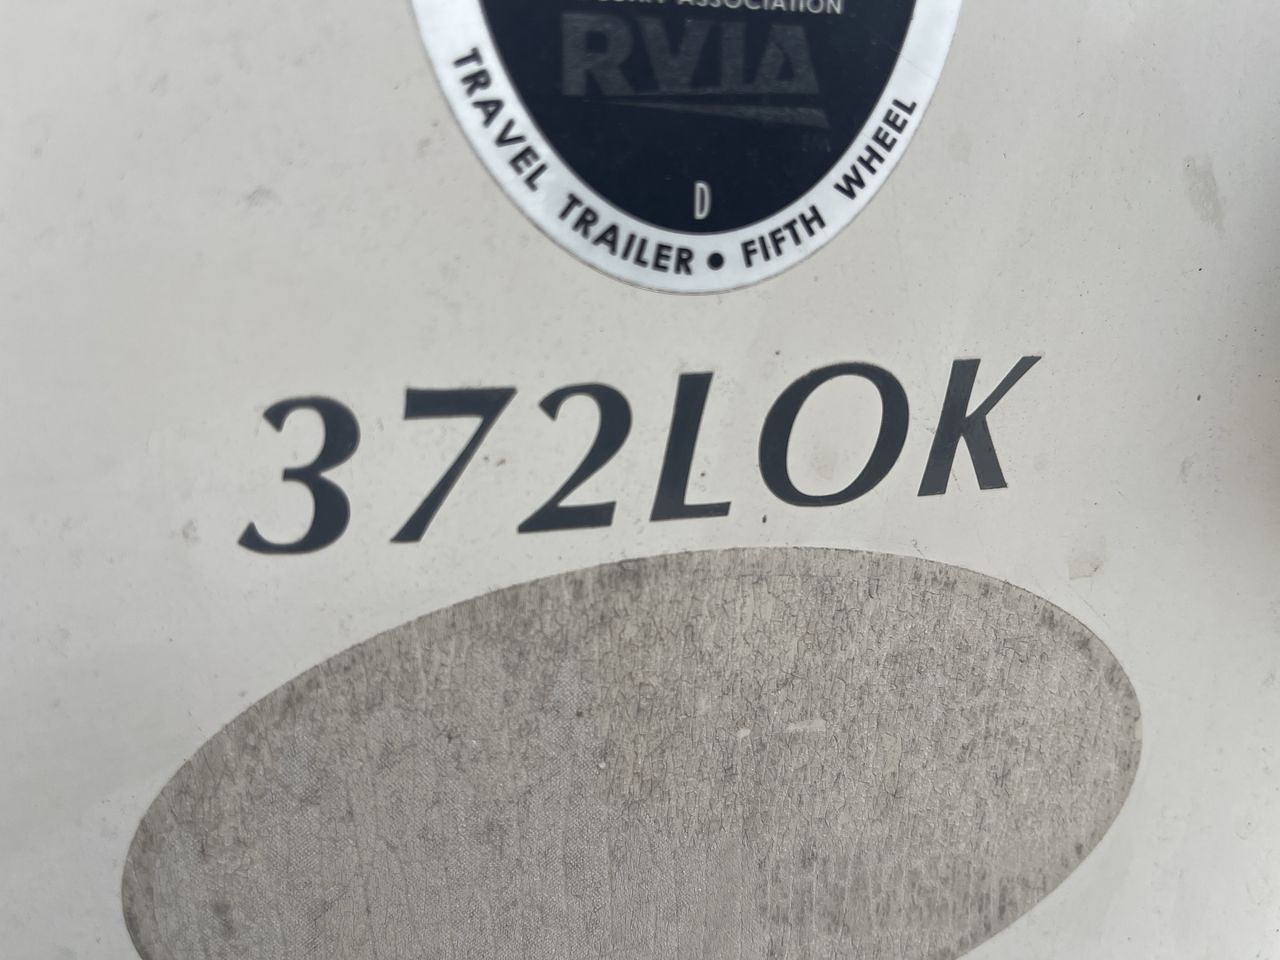 ASSOCIATION
RVIA
D
TRAVEL TRAILER • FIFTH WHEEL
372LOK